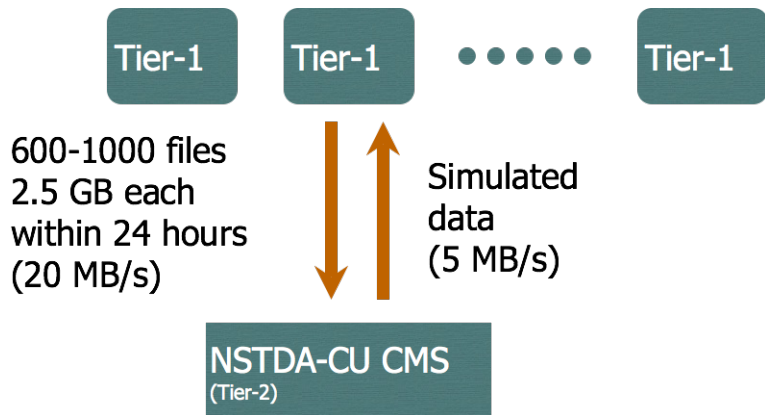 Tier-1
Tier-1
Tier-1
600-1000 files
2.5 GB each
within 24 hours
(20 MB/s)
Simulated
data
(5 MB/s)
NSTDA-CU CMS
(Tier-2)